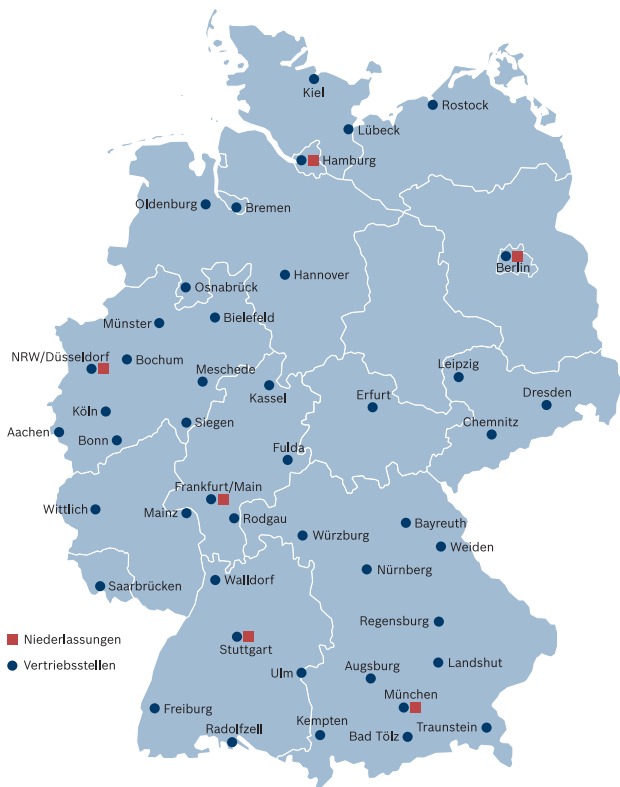 Kiel
Rostock
Lübeck
Hamburg
Oldenburg
Bremen
Berlin
Hannover
Osnabrück
Münster
Bielefeld
NRW/Düsseldorf
Bochum
Meschede
Kassel
Leipzig
Erfurt
Dresden
Köln
Siegen
Chemnitz
Aachen
Bonn
Fulda
Frankfurt/Main
Wittlich
Mainz
Rodgau
Bayreuth
Würzburg
Weiden
Nürnberg
Saarbrücken
Walldorf
Regensburg
Niederlassungen
Stuttgart
Vertriebsstellen
Landshut
Ulm
Augsburg
München
Freiburg
Radolfzell
Kempten
Bad Tölz
Traunstein